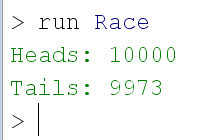 > run Race
Heads: 10000
Tails: 9973
>